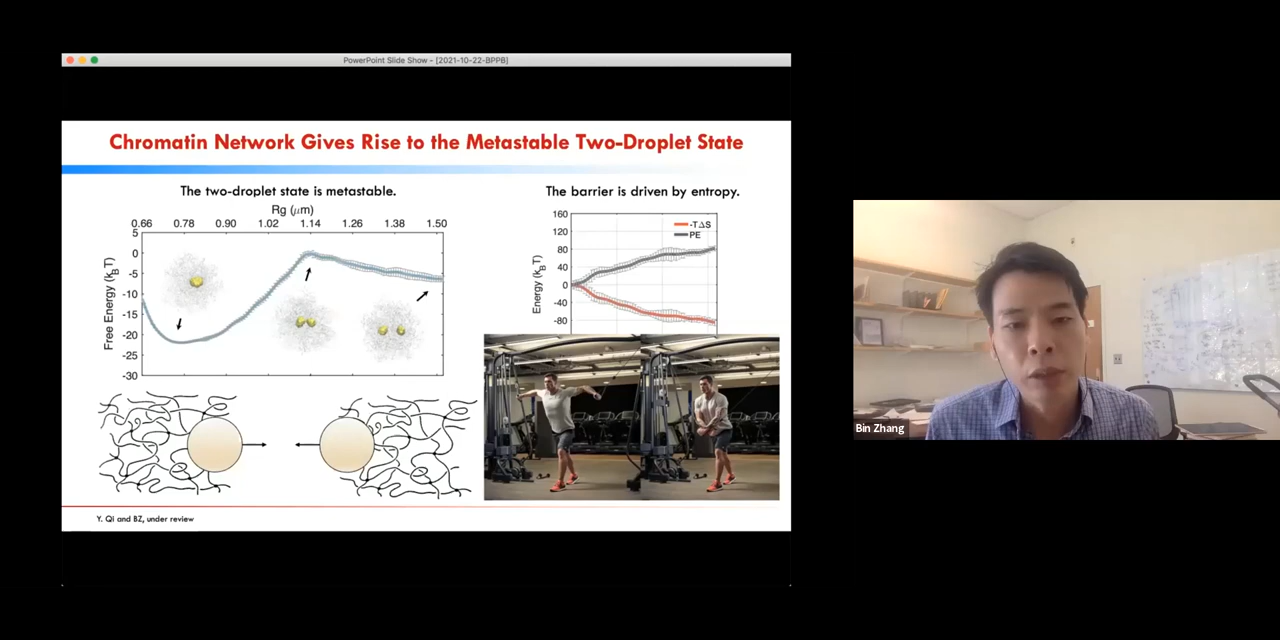 PowerPoint Slide Show - [2021-10-22-BPPB]
Chromatin Network Gives Rise to the Metastable Two-Droplet State
The two-droplet state is metastable.
Rg (μm)
0.66 0.78 0.90 1.02 1.14 1.26 1.38 1.50
5
0
-5
-10
-15
-20
-25
-30
Free Energy (kBT)
The barrier is driven by entropy.
160
120
80
40
0
-40
-80
Energy (kBT)
-TΔS
PE
Y. Qi and BZ, under review
Bin Zhang